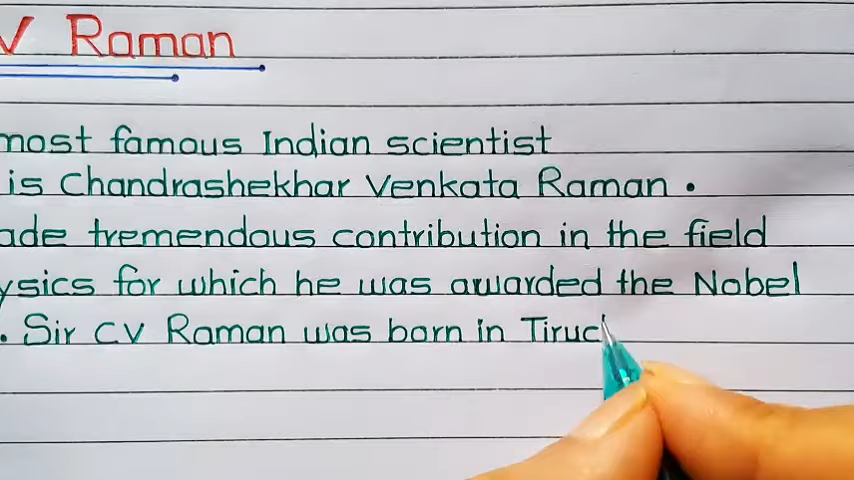 V Raman
most famous Indian scientist
is Chandrashekhar Venkata Raman .
ade tremendous contribution in the field
ysics for which he was awarded the Nobel
. Sir CV Raman was born in Tiruc